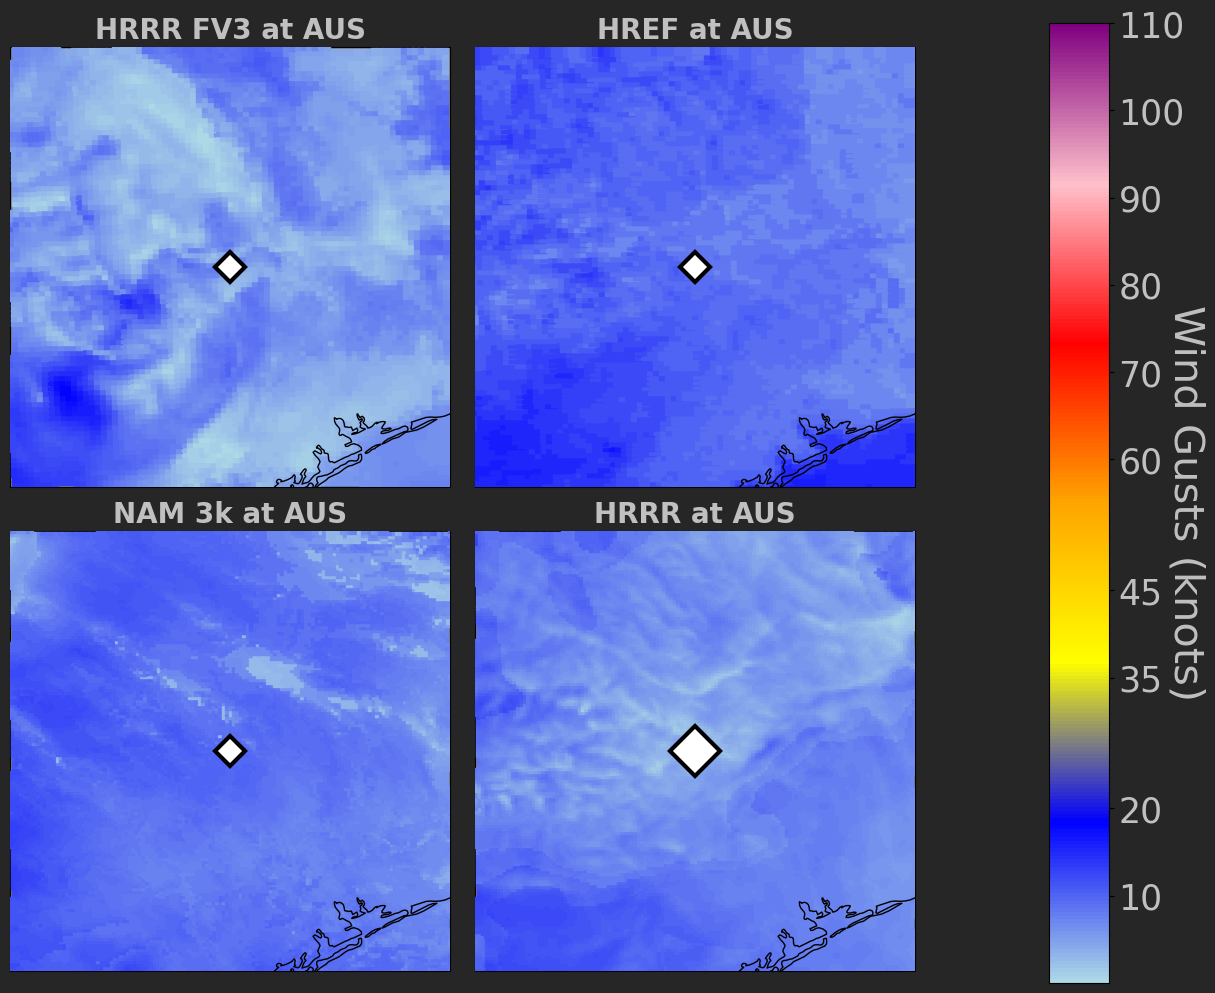 HRRR FV3 at AUS
HREF at AUS
NAM 3k at AUS
HRRR at AUS
110
100
90
80
70
60
45
35
20
10
Wind Gusts (knots)